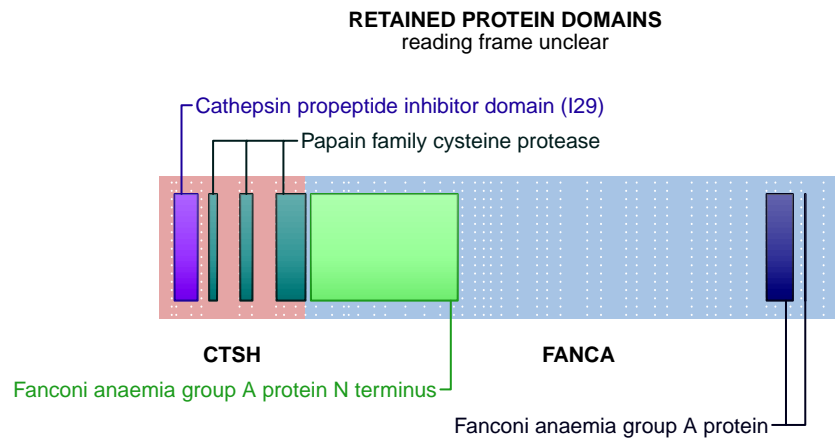 RETAINED PROTEIN DOMAINS
reading frame unclear
Cathepsin propeptide inhibitor domain (I29)
Papain family cysteine protease
CTSH
FANCA
Fanconi anaemia group A protein N terminus
Fanconi anaemia group A protein